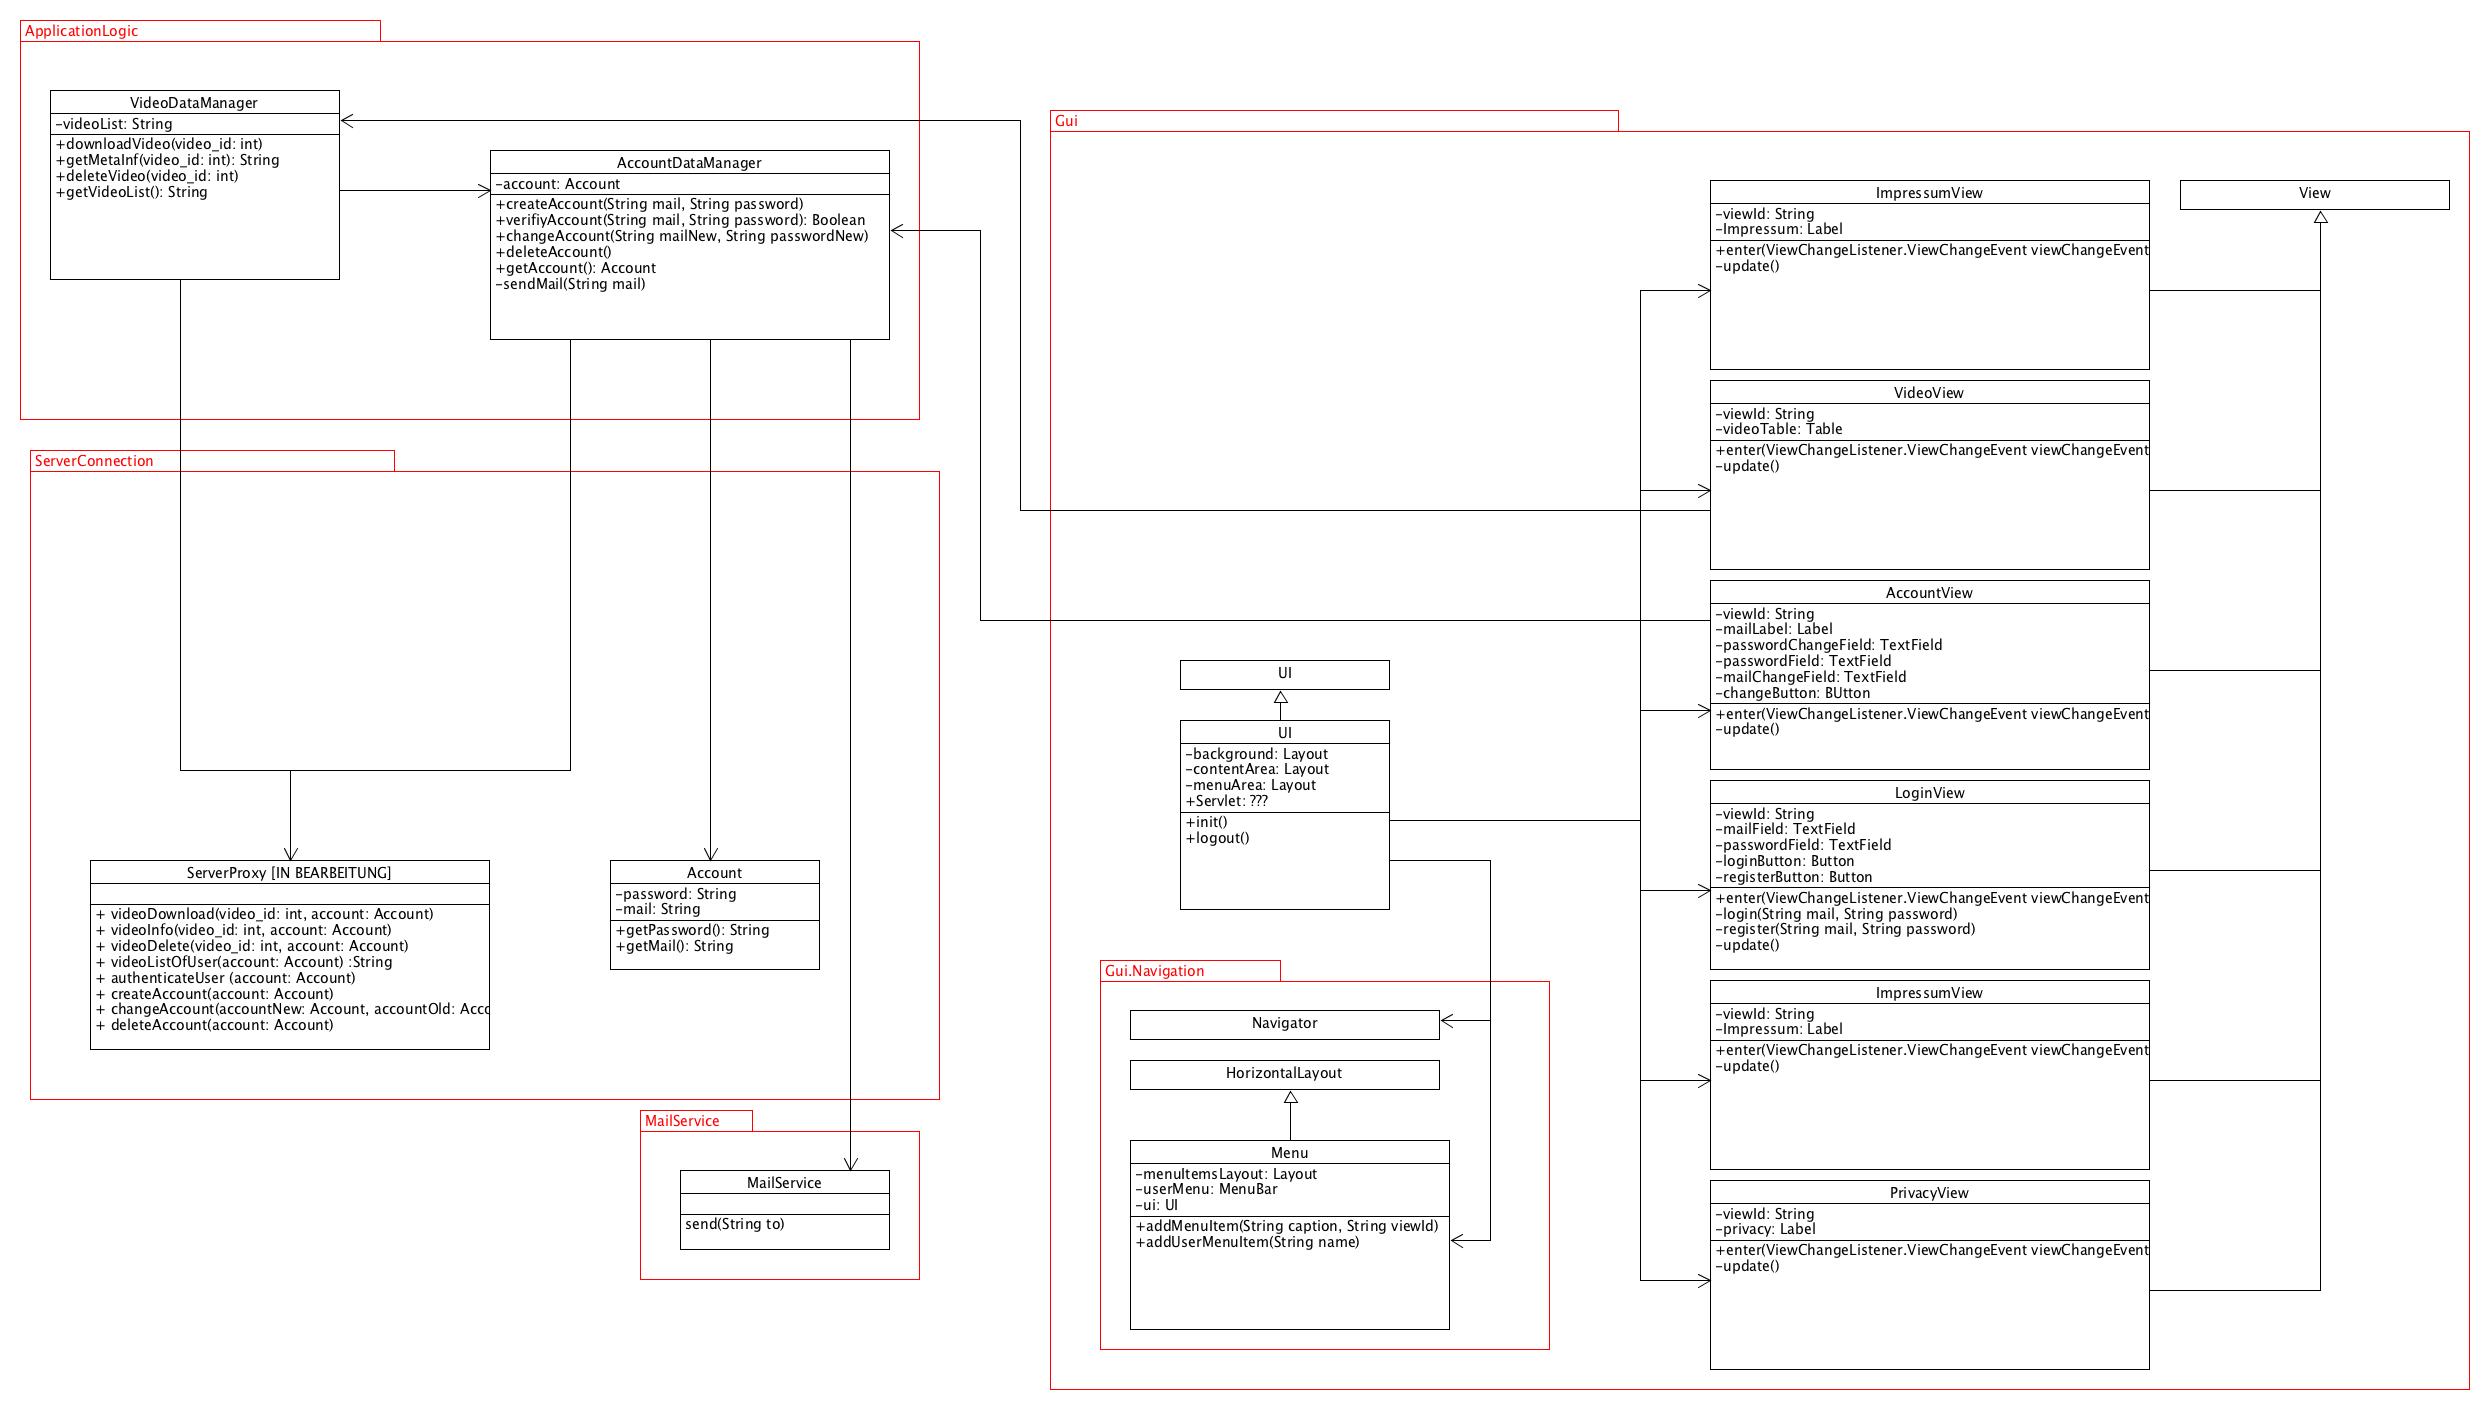 ApplicationLogic
VideoDataManager
-videoList: String
+downloadVideo(video_id: int)
+getMetaInf(video_id: int): String
+deleteVideo(video_id: int)
+getVideoList(): String
AccountDataManager
-account: Account
+createAccount(String mail, String password)
+verifiyAccount(String mail, String password): Boolean
+changeAccount(String mailNew, String passwordNew)
+deleteAccount()
+getAccount(): Account
-sendMail(String mail)
ServerConnection
ServerProxy [IN BEARBEITUNG]
+ videoDownload(video_id: int, account: Account)
+ videoInfo(video_id: int, account: Account)
+ videoDelete(video_id: int, account: Account)
+ videoListOfUser(account: Account) :String
+ authenticateUser (account: Account)
+ createAccount(account: Account)
+ changeAccount(accountNew: Account, accountOld: Acco
+ deleteAccount(account: Account)
Account
-password: String
-mail: String
+getPassword(): String
+getMail(): String
MailService
MailService
send(String to)
Gui
UI
UI
-background: Layout
-contentArea: Layout
-menuArea: Layout
+Servlet: ???
+init()
+logout()
Gui.Navigation
Navigator
HorizontalLayout
Menu
-menuItemsLayout: Layout
-userMenu: MenuBar
-ui: UI
+addMenuItem(String caption, String viewId)
+addUserMenuItem(String name)
ImpressumView
-viewId: String
-Impressum: Label
+enter(ViewChangeListener.ViewChangeEvent viewChangeEvent
-update()
View
VideoView
-viewId: String
-videoTable: Table
+enter(ViewChangeListener.ViewChangeEvent viewChangeEvent
-update()
AccountView
-viewId: String
-mailLabel: Label
-passwordChangeField: TextField
-passwordField: TextField
-mailChangeField: TextField
-changeButton: BUtton
+enter(ViewChangeListener.ViewChangeEvent viewChangeEvent
-update()
LoginView
-viewId: String
-mailField: TextField
-passwordField: TextField
-loginButton: Button
-registerButton: Button
+enter(ViewChangeListener.ViewChangeEvent viewChangeEvent
-login(String mail, String password)
-register(String mail, String password)
-update()
ImpressumView
-viewId: String
-Impressum: Label
+enter(ViewChangeListener.ViewChangeEvent viewChangeEvent
-update()
PrivacyView
-viewId: String
-privacy: Label
+enter(ViewChangeListener.ViewChangeEvent viewChangeEvent
-update()